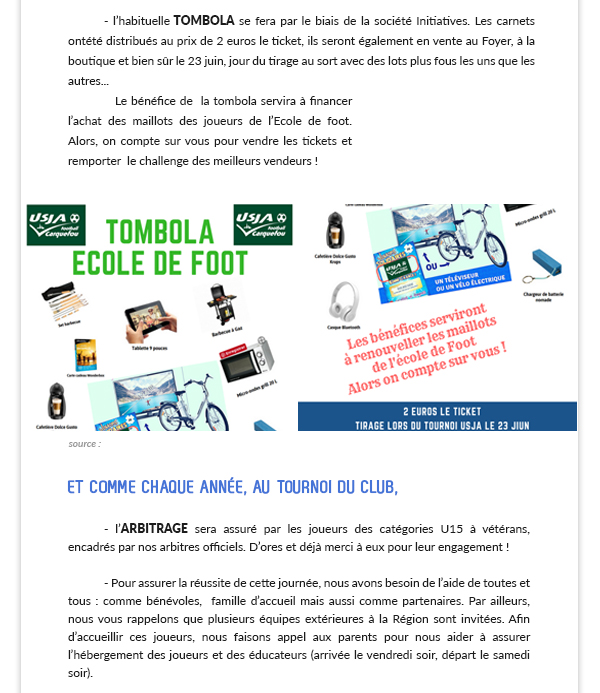 - l'habituelle TOMBOLA se fera par le biais de la société Initiatives. Les carnets
ontété distribués au prix de 2 euros le ticket, ils seront également en vente au Foyer, à la
boutique et bien sûr le 23 juin, jour du tirage au sort avec des lots plus fous les uns que les
autres...
Le bénéfice de la tombola servira à financer
l'achat des maillots des joueurs de l'Ecole de foot.
Alors, on compte sur vous pour vendre les tickets et
remporter le challenge des meilleurs vendeurs !
USJA
football
Carquefou
USJA
football
Carquefou
TOMBOLA
ECOLE DE FOOT
Set barbecue
Tablette 9 pouces
Barbecue à Gaz
Carte cadeau Wonderbox
Micro-ondes grill 20 L
Cafetière Dolce Gusto
Carte cadeau Wonderbox
Micro-ondes grill 20 L
Cafetière Dolce Gusto
Krups
USJA
OU
UN TÉLÉVISEUR
OU UN VÉLO ÉLECTRIQUE
Chargeur de batterie
nomade
Casque Bluetooth
Les bénéfices serviront
à renouveller les maillots
de l'école de Foot
Alors on compte sur vous !
2 EUROS LE TICKET
TIRAGE LORS DU TOURNOI USJA LE 23 JIUN
source :
ET COMME CHAQUE ANNÉE, AU TOURNOI DU CLUB,
- l'ARBITRAGE sera assuré par les joueurs des catégories U15 à vétérans,
encadrés par nos arbitres officiels. D'ores et déjà merci à eux pour leur engagement !
- Pour assurer la réussite de cette journée, nous avons besoin de l'aide de toutes et
tous : comme bénévoles, famille d'accueil mais aussi comme partenaires. Par ailleurs,
nous vous rappelons que plusieurs équipes extérieures à la Région sont invitées. Afin
d'accueillir ces joueurs, nous faisons appel aux parents pour nous aider à assurer
l'hébergement des joueurs et des éducateurs (arrivée le vendredi soir, départ le samedi
soir).